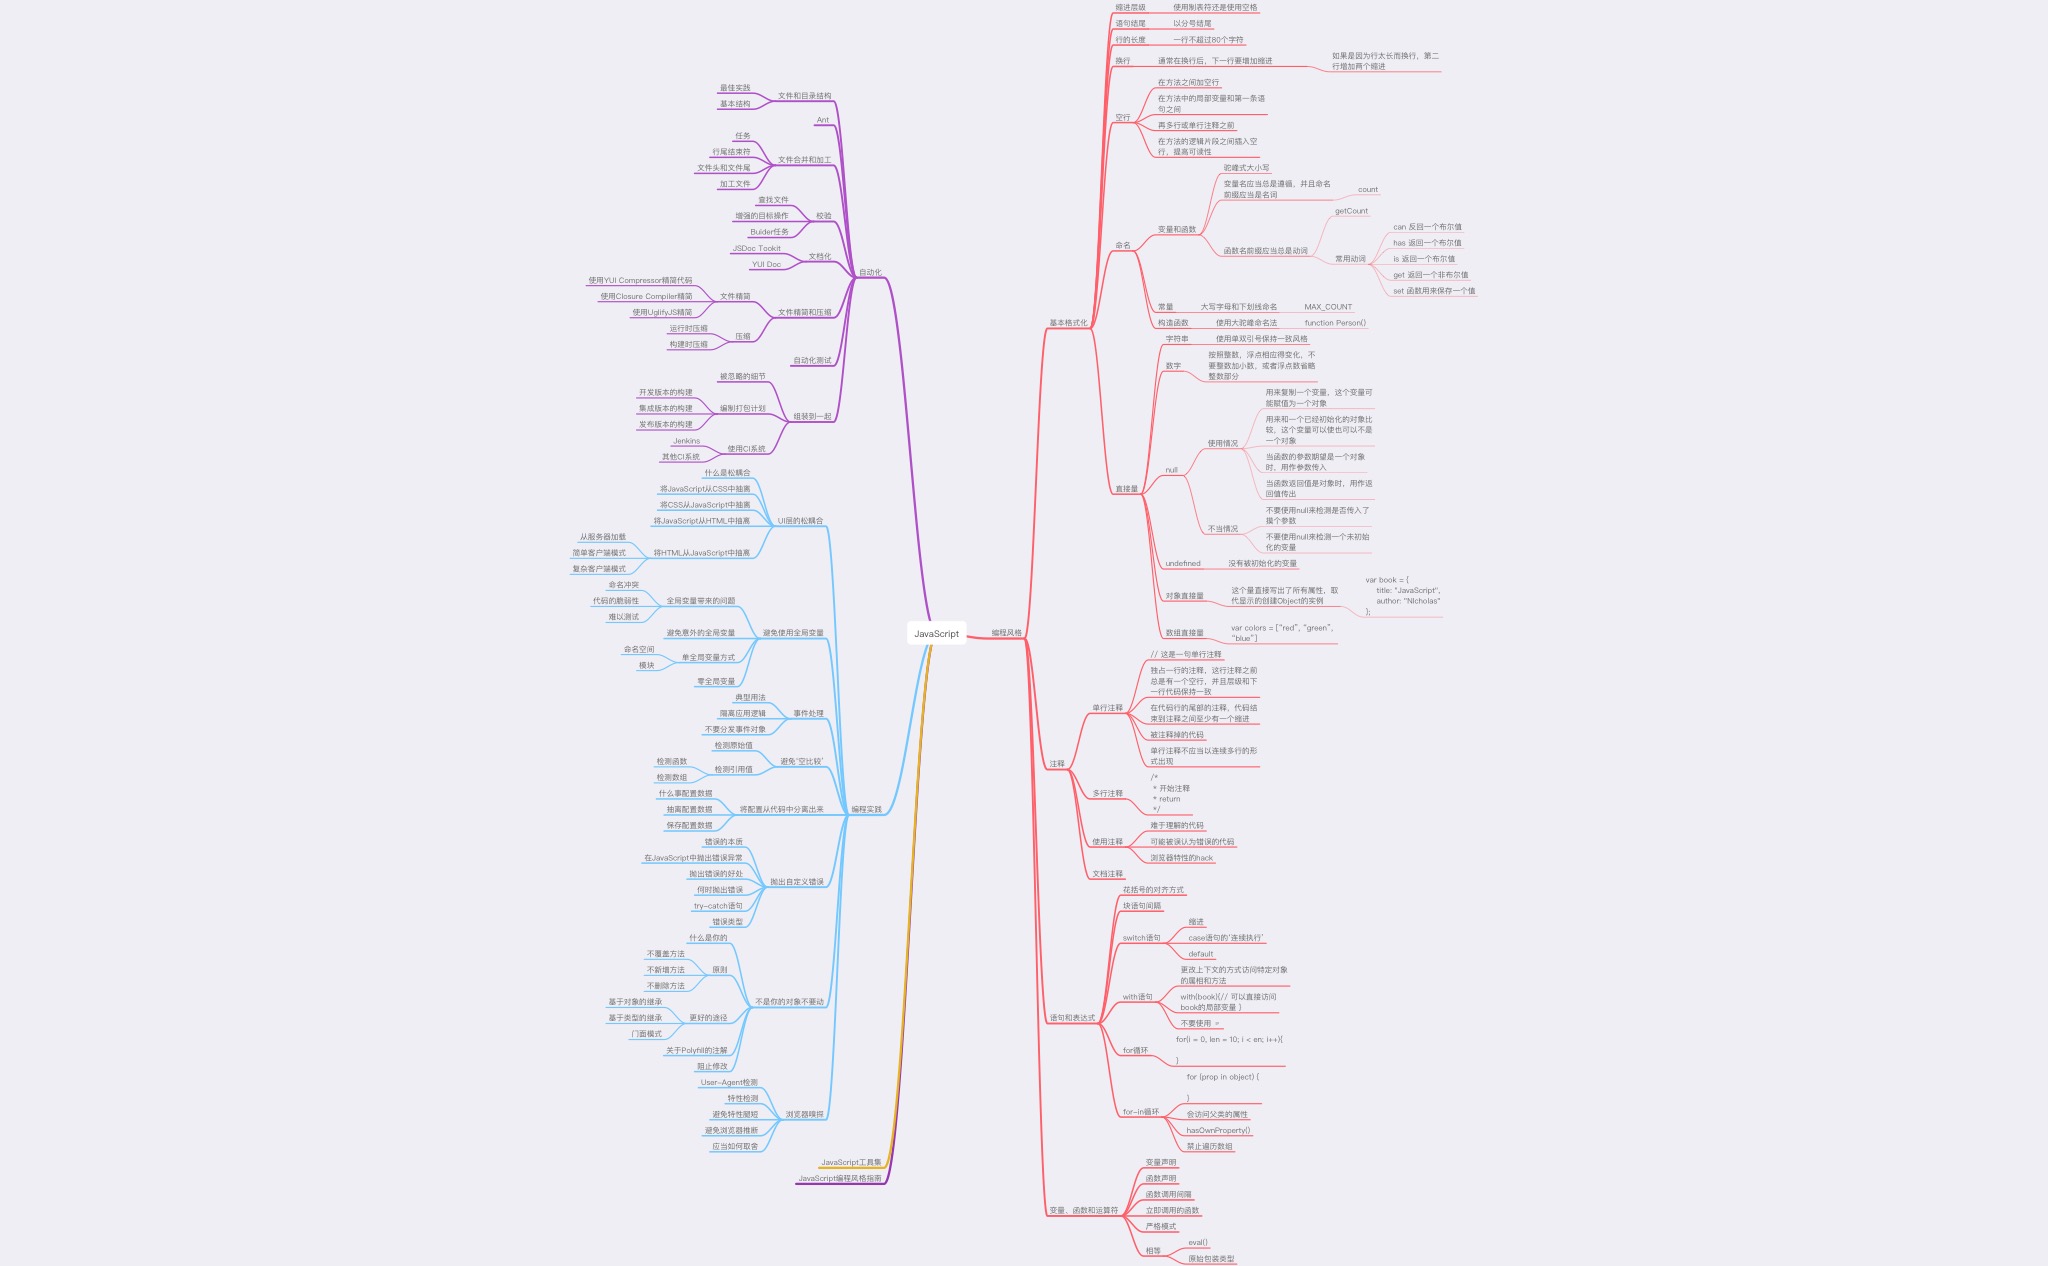 JavaScript
编程风格
基本格式化
缩进层级
使用制表符还是使用空格
语句结尾
以分号结尾
行的长度
一行不超过80个字符
换行
通常在换行后，下一行要增加缩进
如果是因为行太长而换行，第二
行增加两个缩进
空行
在方法之间加空行
在方法中的局部变量和第一条语
句之间
再多行或单行注释之前
在方法的逻辑片段之间插入空
行，提高可读性
命名
变量和函数
驼峰式大小写
变量名应当总是遵循，并且命名
前缀应当是名词
count
函数名前缀应当总是动词
getCount
常用动词
can 反回一个布尔值
has 返回一个布尔值
is 返回一个布尔值
get 返回一个非布尔值
set 函数用来保存一个值
常量
大写字母和下划线命名
MAX_COUNT
构造函数
使用大驼峰命名法
function Person()
直接量
字符串
使用单双引号保持一致风格
数字
按照整数，浮点相应得变化，不
要整数加小数，或者浮点数省略
整数部分
null
使用情况
用来复制一个变量，这个变量可
能赋值为一个对象
用来和一个已经初始化的对象比
较，这个变量可以使也可以不是
一个对象
当函数的参数期望是一个对象
时，用作参数传入
当函数返回值是对象时，用作返
回值传出
不当情况
不要使用null来检测是否传入了
摸个参数
不要使用null来检测一个未初始
化的变量
undefined
没有被初始化的变量
对象直接量
这个量直接写出了所有属性，取
代显示的创建Object的实例
var book = {
title: "JavaScript",
author: "NIcholas"
};
数组直接量
var colors = ["red", "green",
"blue"]
注释
单行注释
// 这是一句单行注释
独占一行的注释，这行注释之前
总是有一个空行，并且层级和下
一行代码保持一致
在代码行的尾部的注释，代码结
束到注释之间至少有一个缩进
被注释掉的代码
单行注释不应当以连续多行的形
式出现
多行注释
/*
* 开始注释
* return
*/
使用注释
难于理解的代码
可能被误认为错误的代码
浏览器特性的hack
文档注释
语句和表达式
花括号的对齐方式
块语句间隔
switch语句
缩进
case语句的'连续执行'
default
with语句
更改上下文的方式访问特定对象
的属相和方法
with(book){// 可以直接访问
book的局部变量 }
不要使用 =
for循环
for(i = 0, len = 10; i < en; i++){
}
for-in循环
for (prop in object) {
}
会访问父类的属性
hasOwnProperty()
禁止遍历数组
变量、函数和运算符
变量声明
函数声明
函数调用间隔
立即调用的函数
严格模式
相等
eval()
原始包装类型
自动化
文件和目录结构
最佳实践
基本结构
Ant
文件合并和加工
任务
行尾结束符
文件头和文件尾
加工文件
校验
查找文件
增强的目标操作
Buider任务
文档化
JSDoc Tookit
YUI Doc
文件精简和压缩
文件精简
使用YUI Compressor精简代码
使用Closure Compiler精简
使用UglifyJS精简
压缩
运行时压缩
构建时压缩
自动化测试
组装到一起
被忽略的细节
编制打包计划
开发版本的构建
集成版本的构建
发布版本的构建
使用CI系统
Jenkins
其他CI系统
编程实践
UI层的松耦合
什么是松耦合
将JavaScript从CSS中抽离
将CSS从JavaScript中抽离
将JavaScript从HTML中抽离
将HTML从JavaScript中抽离
从服务器加载
简单客户端模式
复杂客户端模式
避免使用全局变量
全局变量带来的问题
命名冲突
代码的脆弱性
难以测试
避免意外的全局变量
单全局变量方式
命名空间
模块
零全局变量
事件处理
典型用法
隔离应用逻辑
不要分发事件对象
避免'空比较'
检测原始值
检测引用值
检测函数
检测数组
将配置从代码中分离出来
什么事配置数据
抽离配置数据
保存配置数据
抛出自定义错误
错误的本质
在JavaScript中抛出错误异常
抛出错误的好处
何时抛出错误
try-catch语句
错误类型
不是你的对象不要动
什么是你的
原则
不覆盖方法
不新增方法
不删除方法
更好的途径
基于对象的继承
基于类型的继承
门面模式
关于Polyfill的注解
阻止修改
浏览器嗅探
User-Agent检测
特性检测
避免特性腿短
避免浏览器推断
应当如何取舍
JavaScript工具集
JavaScript编程风格指南